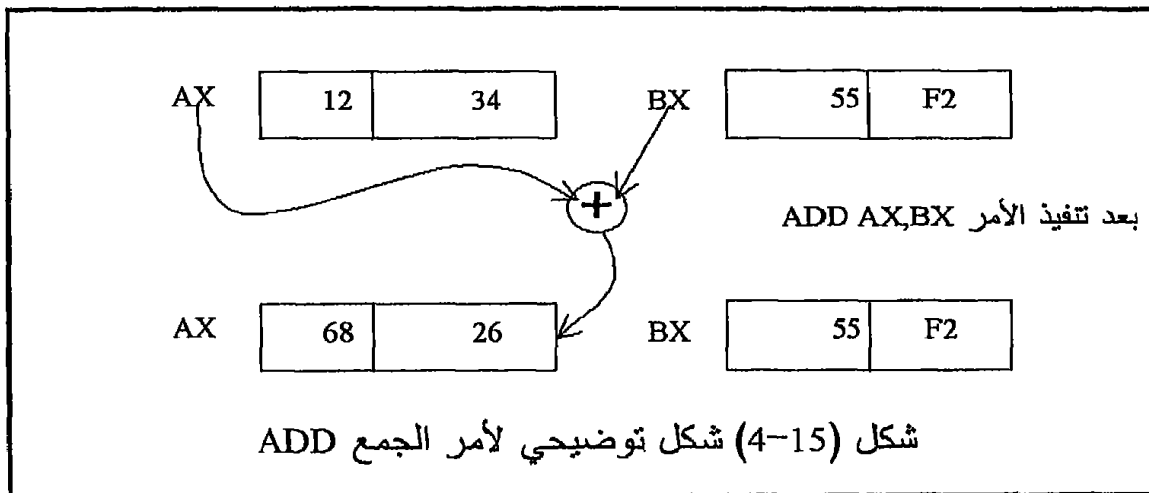 AX 12 34 BX 55 F2
+
بعد تنفيذ الأمر ADD AX,BX
AX 68 26 BX 55 F2
شكل (15-4) شكل توضيحي لأمر الجمع ADD